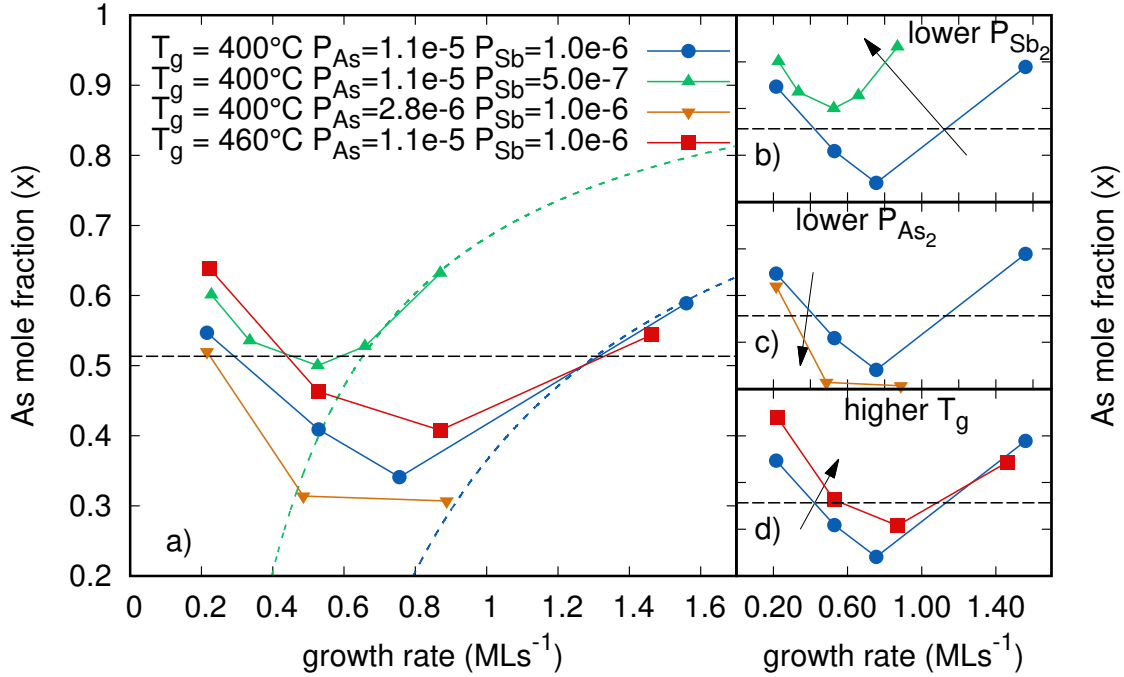 As mole fraction (x)
1
0.9
0.8
0.7
0.6
0.5
0.4
0.3
0.2
T_g = 400°C P_As=1.1e-5 P_Sb=1.0e-6
T_g = 400°C P_As=1.1e-5 P_Sb=5.0e-7
T_g = 400°C P_As=2.8e-6 P_Sb=1.0e-6
T_g = 460°C P_As=1.1e-5 P_Sb=1.0e-6
a)
0 0.2 0.4 0.6 0.8 1 1.2 1.4 1.6
growth rate (MLs⁻¹)
lower P_Sb₂
b)
lower P_As₂
c)
higher T_g
d)
0.20 0.60 1.00 1.40
growth rate (MLs⁻¹)
As mole fraction (x)